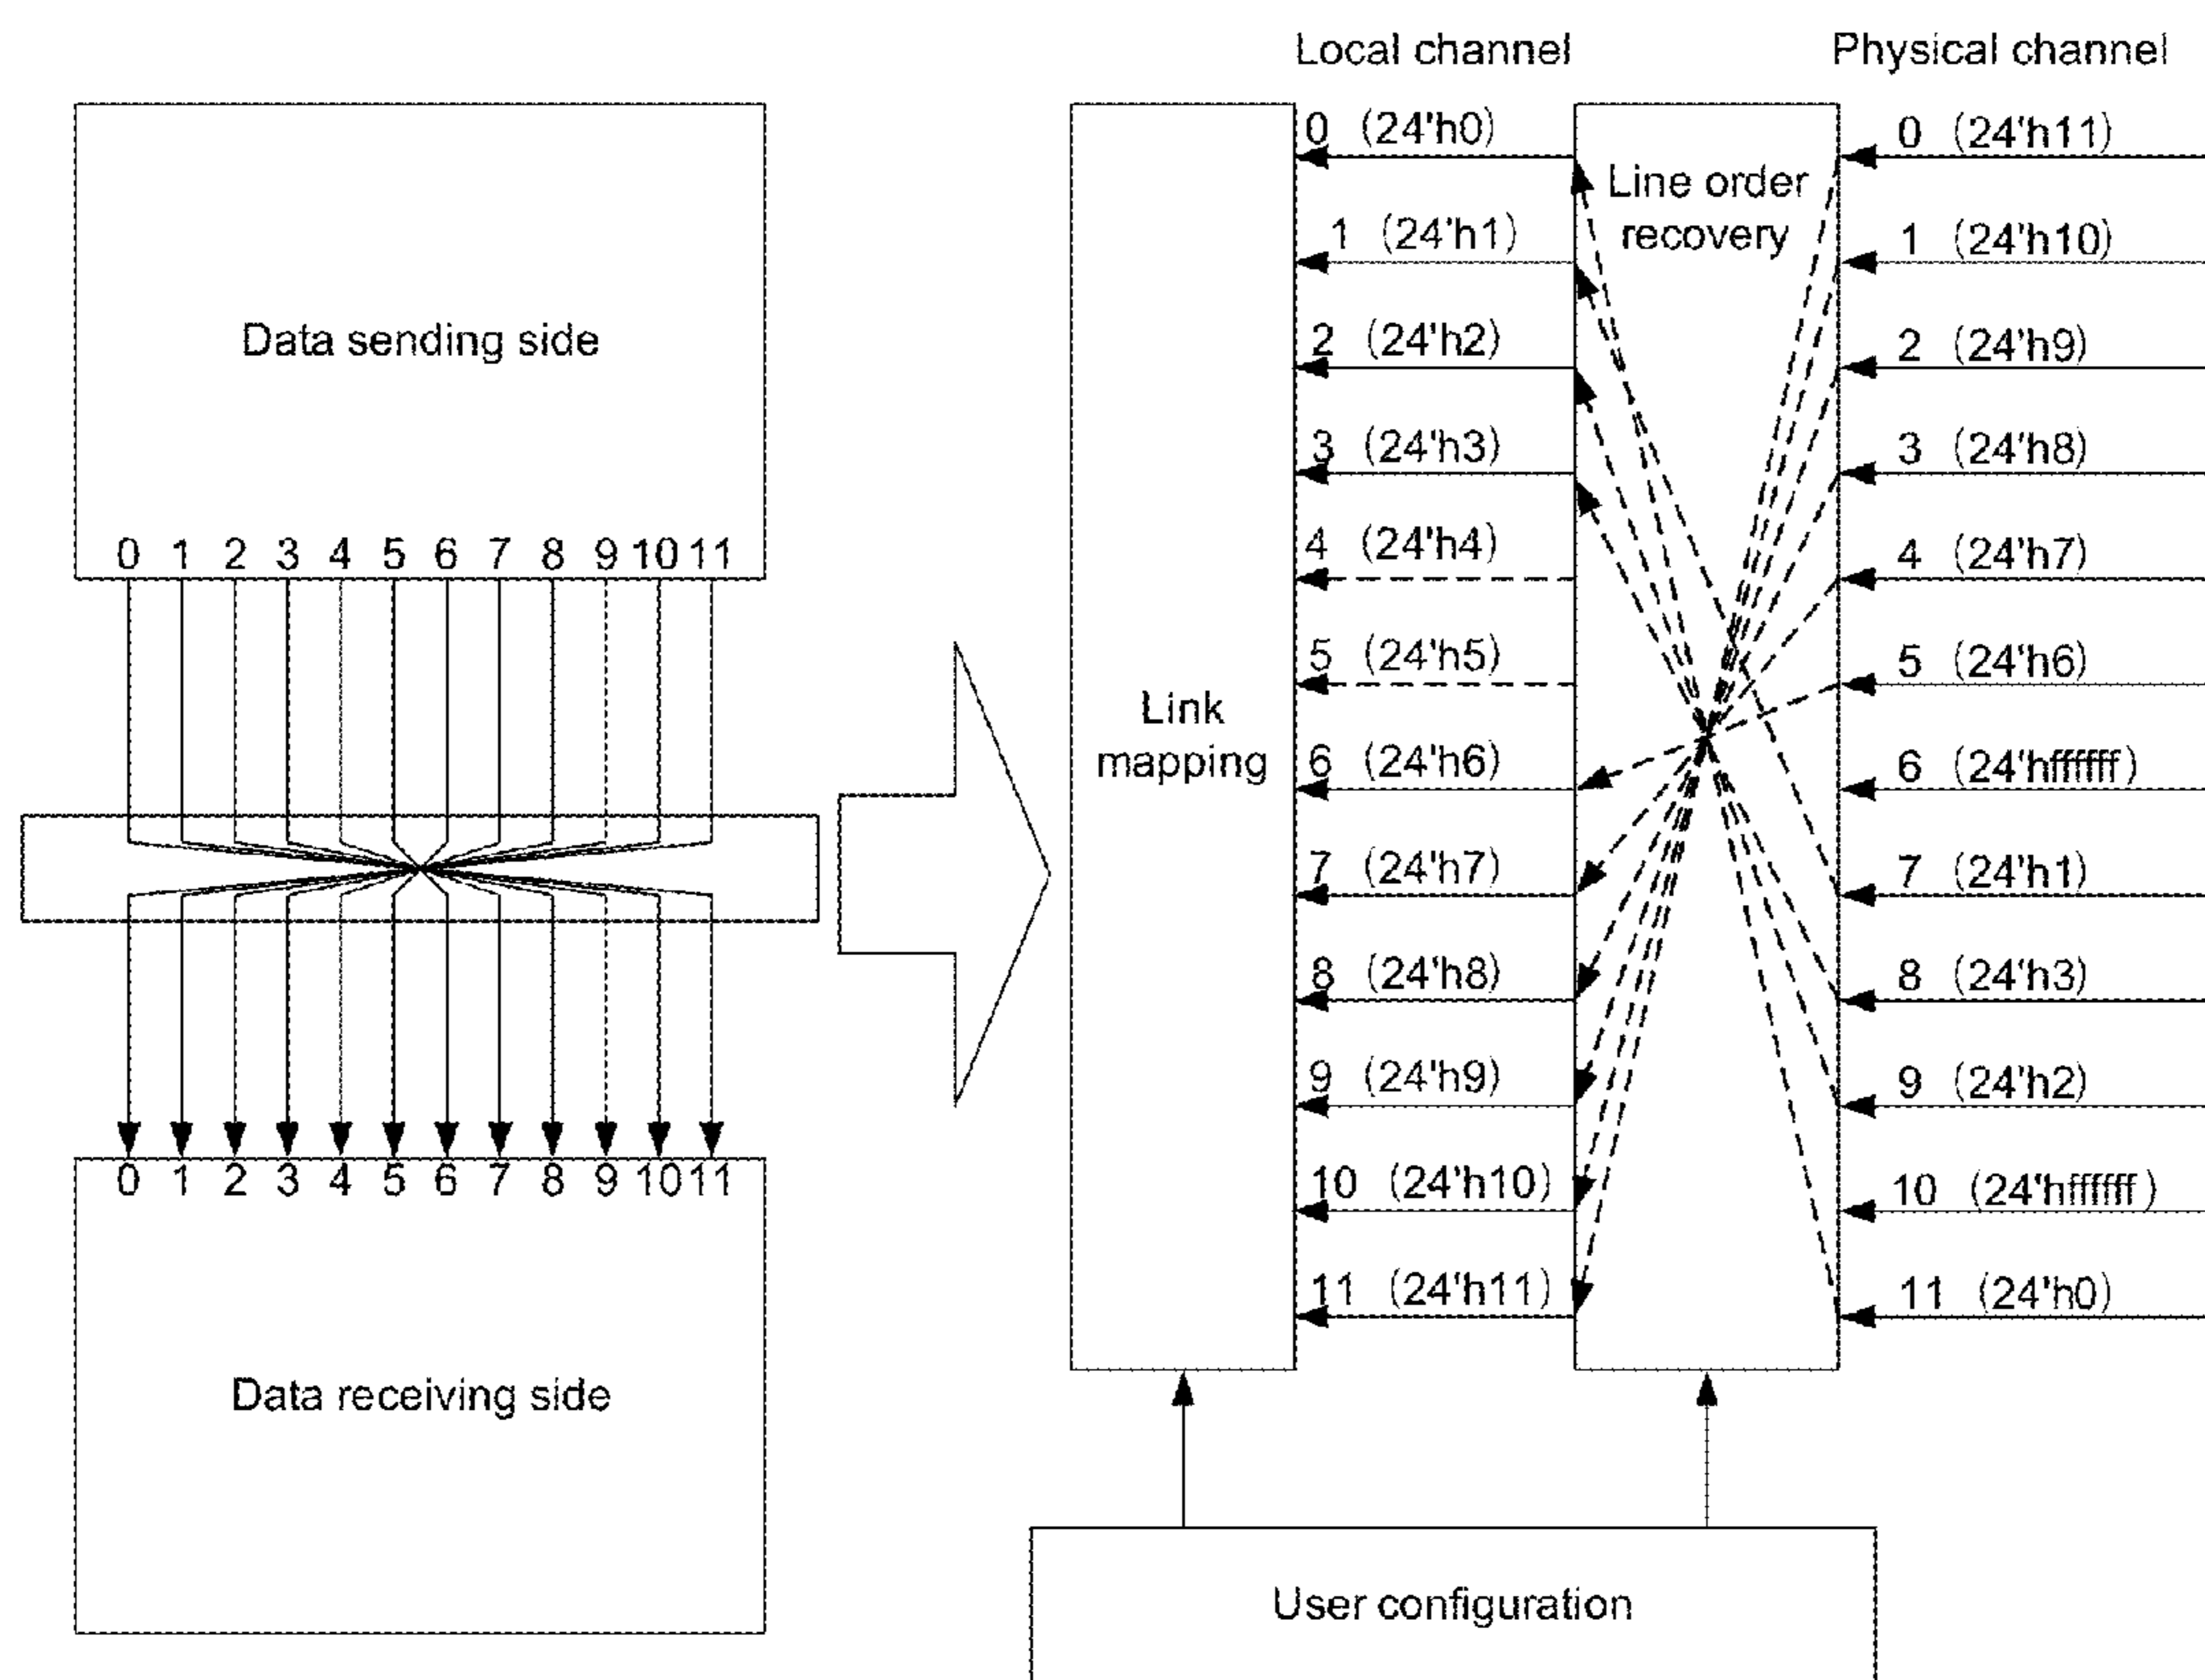 Data sending side
0 1 2 3 4 5 6 7 8 9 10 11
0 1 2 3 4 5 6 7 8 9 10 11
Data receiving side
Local channel
Physical channel
Link
mapping
Line order
recovery
0 (24'h0)
1 (24'h1)
2 (24'h2)
3 (24'h3)
4 (24'h4)
5 (24'h5)
6 (24'h6)
7 (24'h7)
8 (24'h8)
9 (24'h9)
10 (24'h10)
11 (24'h11)
0 (24'h11)
1 (24'h10)
2 (24'h9)
3 (24'h8)
4 (24'h7)
5 (24'h6)
6 (24'hffffff)
7 (24'h1)
8 (24'h3)
9 (24'h2)
10 (24'hffffff)
11 (24'h0)
User configuration